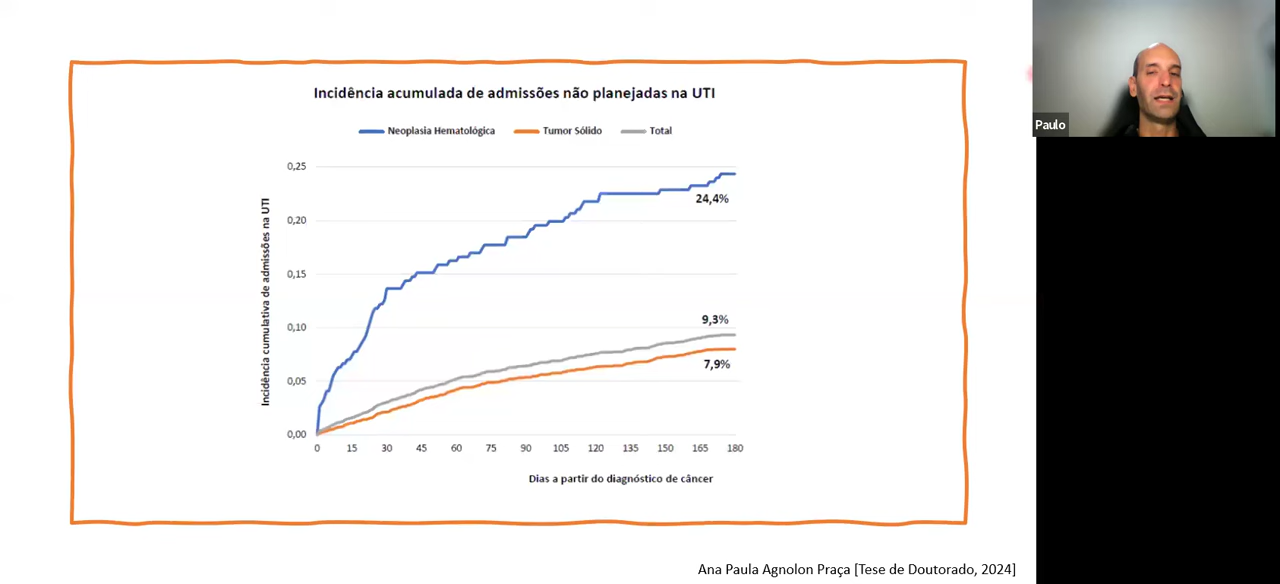 Incidência acumulada de admissões não planejadas na UTI
Neoplasia Hematológica Tumor Sólido Total
Incidência cumulativa de admissões na UTI
0,25
0,20
0,15
0,10
0,05
0,00
24,4%
9,3%
7,9%
0 15 30 45 60 75 90 105 120 135 150 165 180
Dias a partir do diagnóstico de câncer
Ana Paula Agnolon Praça [Tese de Doutorado, 2024]
Paulo